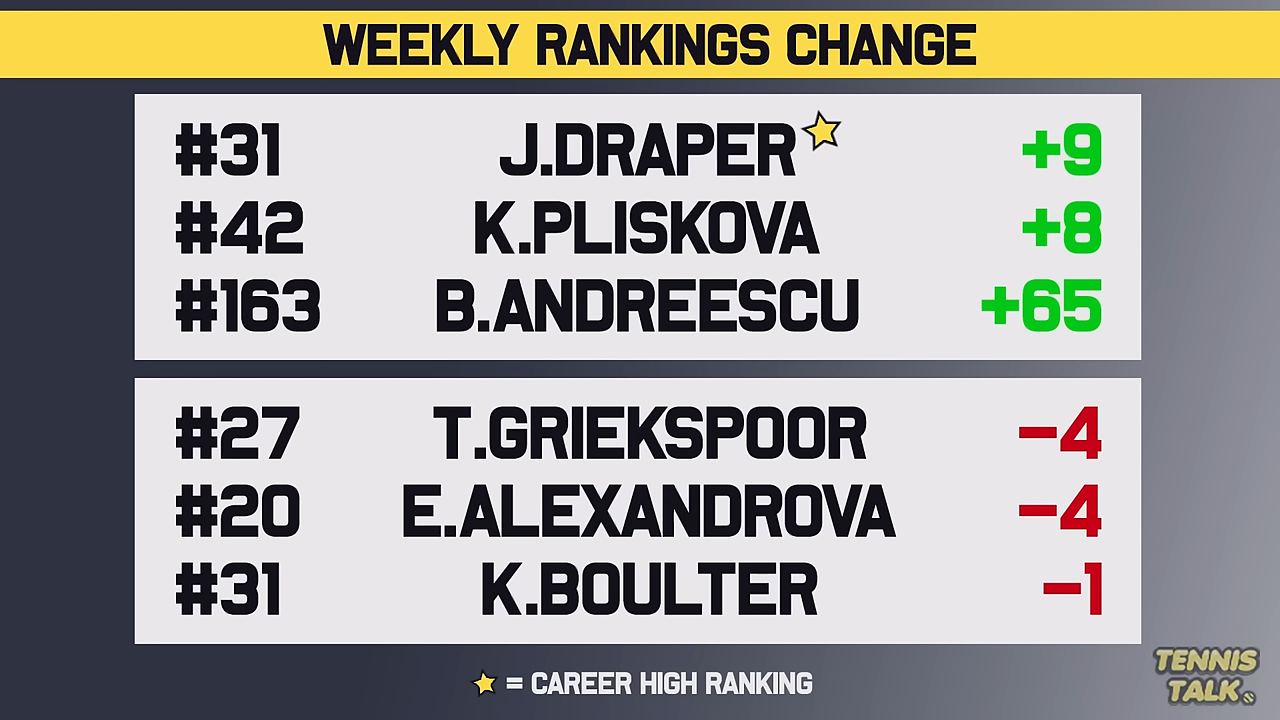 WEEKLY RANKINGS CHANGE
#31 J.DRAPER +9
#42 K.PLISKOVA +8
#163 B.ANDREESCU +65
#27 T.GRIEKSPOOR -4
#20 E.ALEXANDROVA -4
#31 K.BOULTER -1
= CAREER HIGH RANKING
TENNIS
TALK